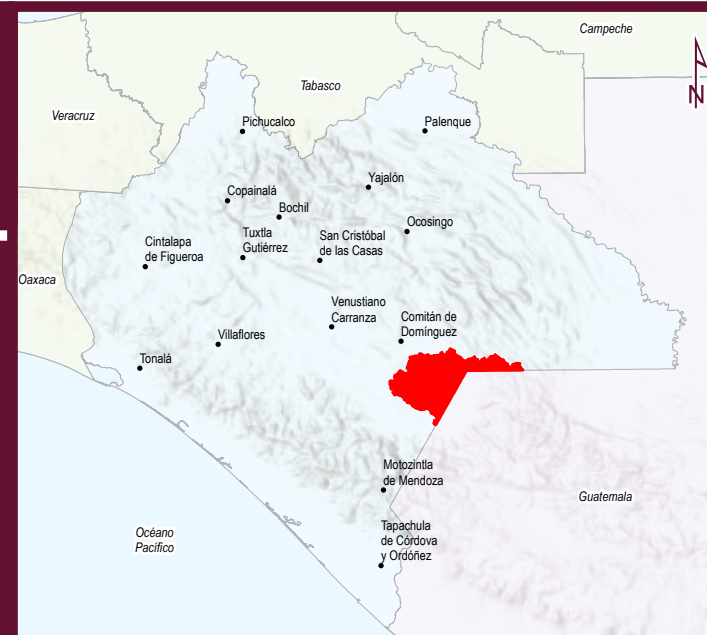 Campeche
N
Tabasco
Veracruz
Pichucalco
Palenque
Yajalón
Copainalá
Bochil
Ocosingo
Tuxtla
Gutiérrez
San Cristóbal
de las Casas
Cintalapa
de Figueroa
Oaxaca
Venustiano
Carranza
Comitán de
Domínguez
Villaflores
Tonalá
Motozintla
de Mendoza
Guatemala
Océano
Pacífico
Tapachula
de Córdova
y Ordóñez